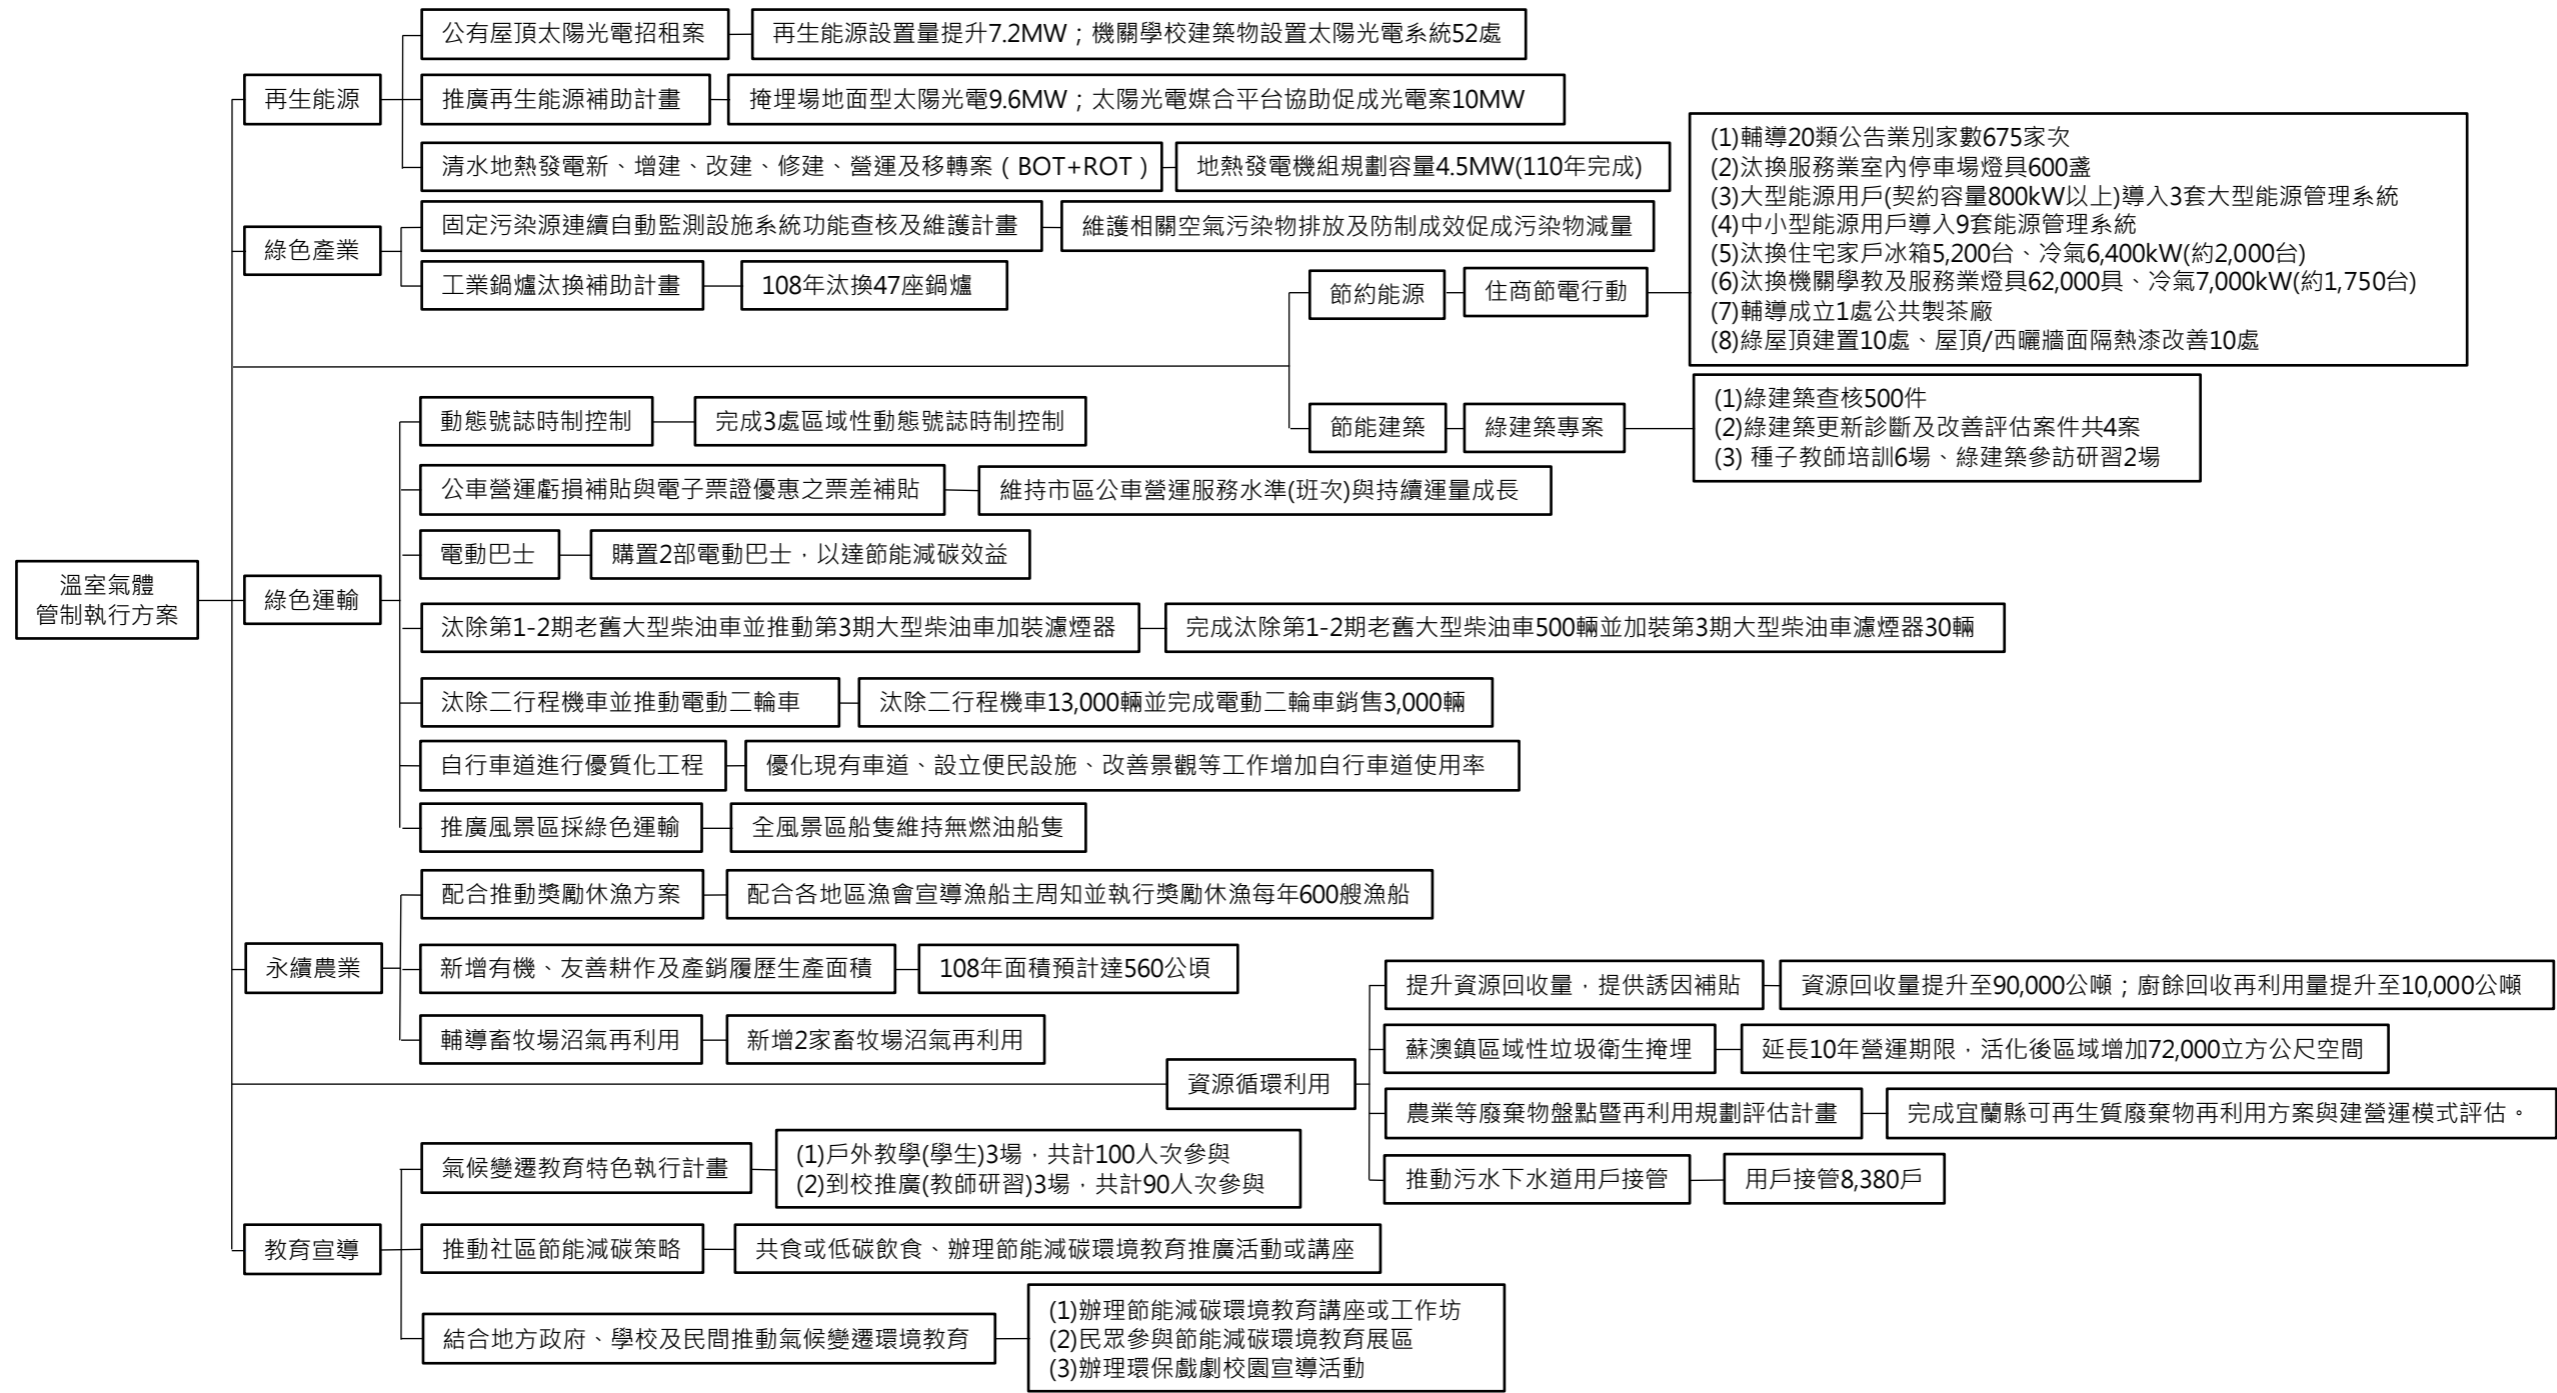 溫室氣體
管制執行方案
再生能源
公有屋頂太陽光電招租案
再生能源設置量提升7.2MW；機關學校建築物設置太陽光電系統52處
推廣再生能源補助計畫
掩埋場地面型太陽光電9.6MW；太陽光電媒合平台協助促成光電案10MW
清水地熱發電新、增建、改建、修建、營運及移轉案（BOT+ROT）
地熱發電機組規劃容量4.5MW(110年完成)
綠色產業
固定污染源連續自動監測設施系統功能查核及維護計畫
維護相關空氣污染物排放及防制成效促成污染物減量
工業鍋爐汰換補助計畫
108年汰換47座鍋爐
節約能源
住商節電行動
(1)輔導20類公告業別家數675家次
(2)汰換服務業室內停車場燈具600盞
(3)大型能源用戶(契約容量800kW以上)導入3套大型能源管理系統
(4)中小型能源用戶導入9套能源管理系統
(5)汰換住宅家戶冰箱5,200台、冷氣6,400kW(約2,000台)
(6)汰換機關學教及服務業燈具62,000具、冷氣7,000kW(約1,750台)
(7)輔導成立1處公共製茶廠
(8)綠屋頂建置10處、屋頂/西曬牆面隔熱漆改善10處
節能建築
綠建築專案
(1)綠建築查核500件
(2)綠建築更新診斷及改善評估案件共4案
(3) 種子教師培訓6場、綠建築參訪研習2場
綠色運輸
動態號誌時制控制
完成3處區域性動態號誌時制控制
公車營運虧損補貼與電子票證優惠之票差補貼
維持市區公車營運服務水準(班次)與持續運量成長
電動巴士
購置2部電動巴士，以達節能減碳效益
汰除第1-2期老舊大型柴油車並推動第3期大型柴油車加裝濾煙器
完成汰除第1-2期老舊大型柴油車500輛並加裝第3期大型柴油車濾煙器30輛
汰除二行程機車並推動電動二輪車
汰除二行程機車13,000輛並完成電動二輪車銷售3,000輛
自行車道進行優質化工程
優化現有車道、設立便民設施、改善景觀等工作增加自行車道使用率
推廣風景區採綠色運輸
全風景區船隻維持無燃油船隻
永續農業
配合推動獎勵休漁方案
配合各地區漁會宣導漁船主周知並執行獎勵休漁每年600艘漁船
新增有機、友善耕作及產銷履歷生產面積
108年面積預計達560公頃
輔導畜牧場沼氣再利用
新增2家畜牧場沼氣再利用
資源循環利用
提升資源回收量，提供誘因補貼
資源回收量提升至90,000公噸；廚餘回收再利用量提升至10,000公噸
蘇澳鎮區域性垃圾衛生掩埋
延長10年營運期限，活化後區域增加72,000立方公尺空間
農業等廢棄物盤點暨再利用規劃評估計畫
完成宜蘭縣可再生質廢棄物再利用方案與建營運模式評估。
推動污水下水道用戶接管
用戶接管8,380戶
教育宣導
氣候變遷教育特色執行計畫
(1)戶外教學(學生)3場，共計100人次參與
(2)到校推廣(教師研習)3場，共計90人次參與
推動社區節能減碳策略
共食或低碳飲食、辦理節能減碳環境教育推廣活動或講座
結合地方政府、學校及民間推動氣候變遷環境教育
(1)辦理節能減碳環境教育講座或工作坊
(2)民眾參與節能減碳環境教育展區
(3)辦理環保戲劇校園宣導活動